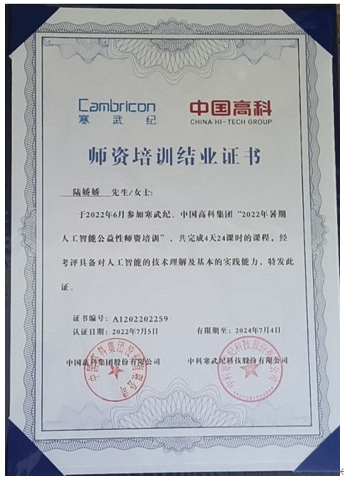 Cambricon
寒 武 纪
中国高科
CHINA HI-TECH GROUP
师资培训结业证书
陆娇娇 先生/女士:
于2022年6月参加寒武纪、中国高科集团“2022年暑期
人工智能公益性师资培训”，共完成4天24课时的课程，经
考评具备对人工智能的技术理解及基本的实践能力，特发此
证。
证书编号: A1202202259
认证日期: 2022年7月5日
有限期至: 2024年7月4日
中国高科集团股份有限公司
中科寒武纪科技股份有限公司